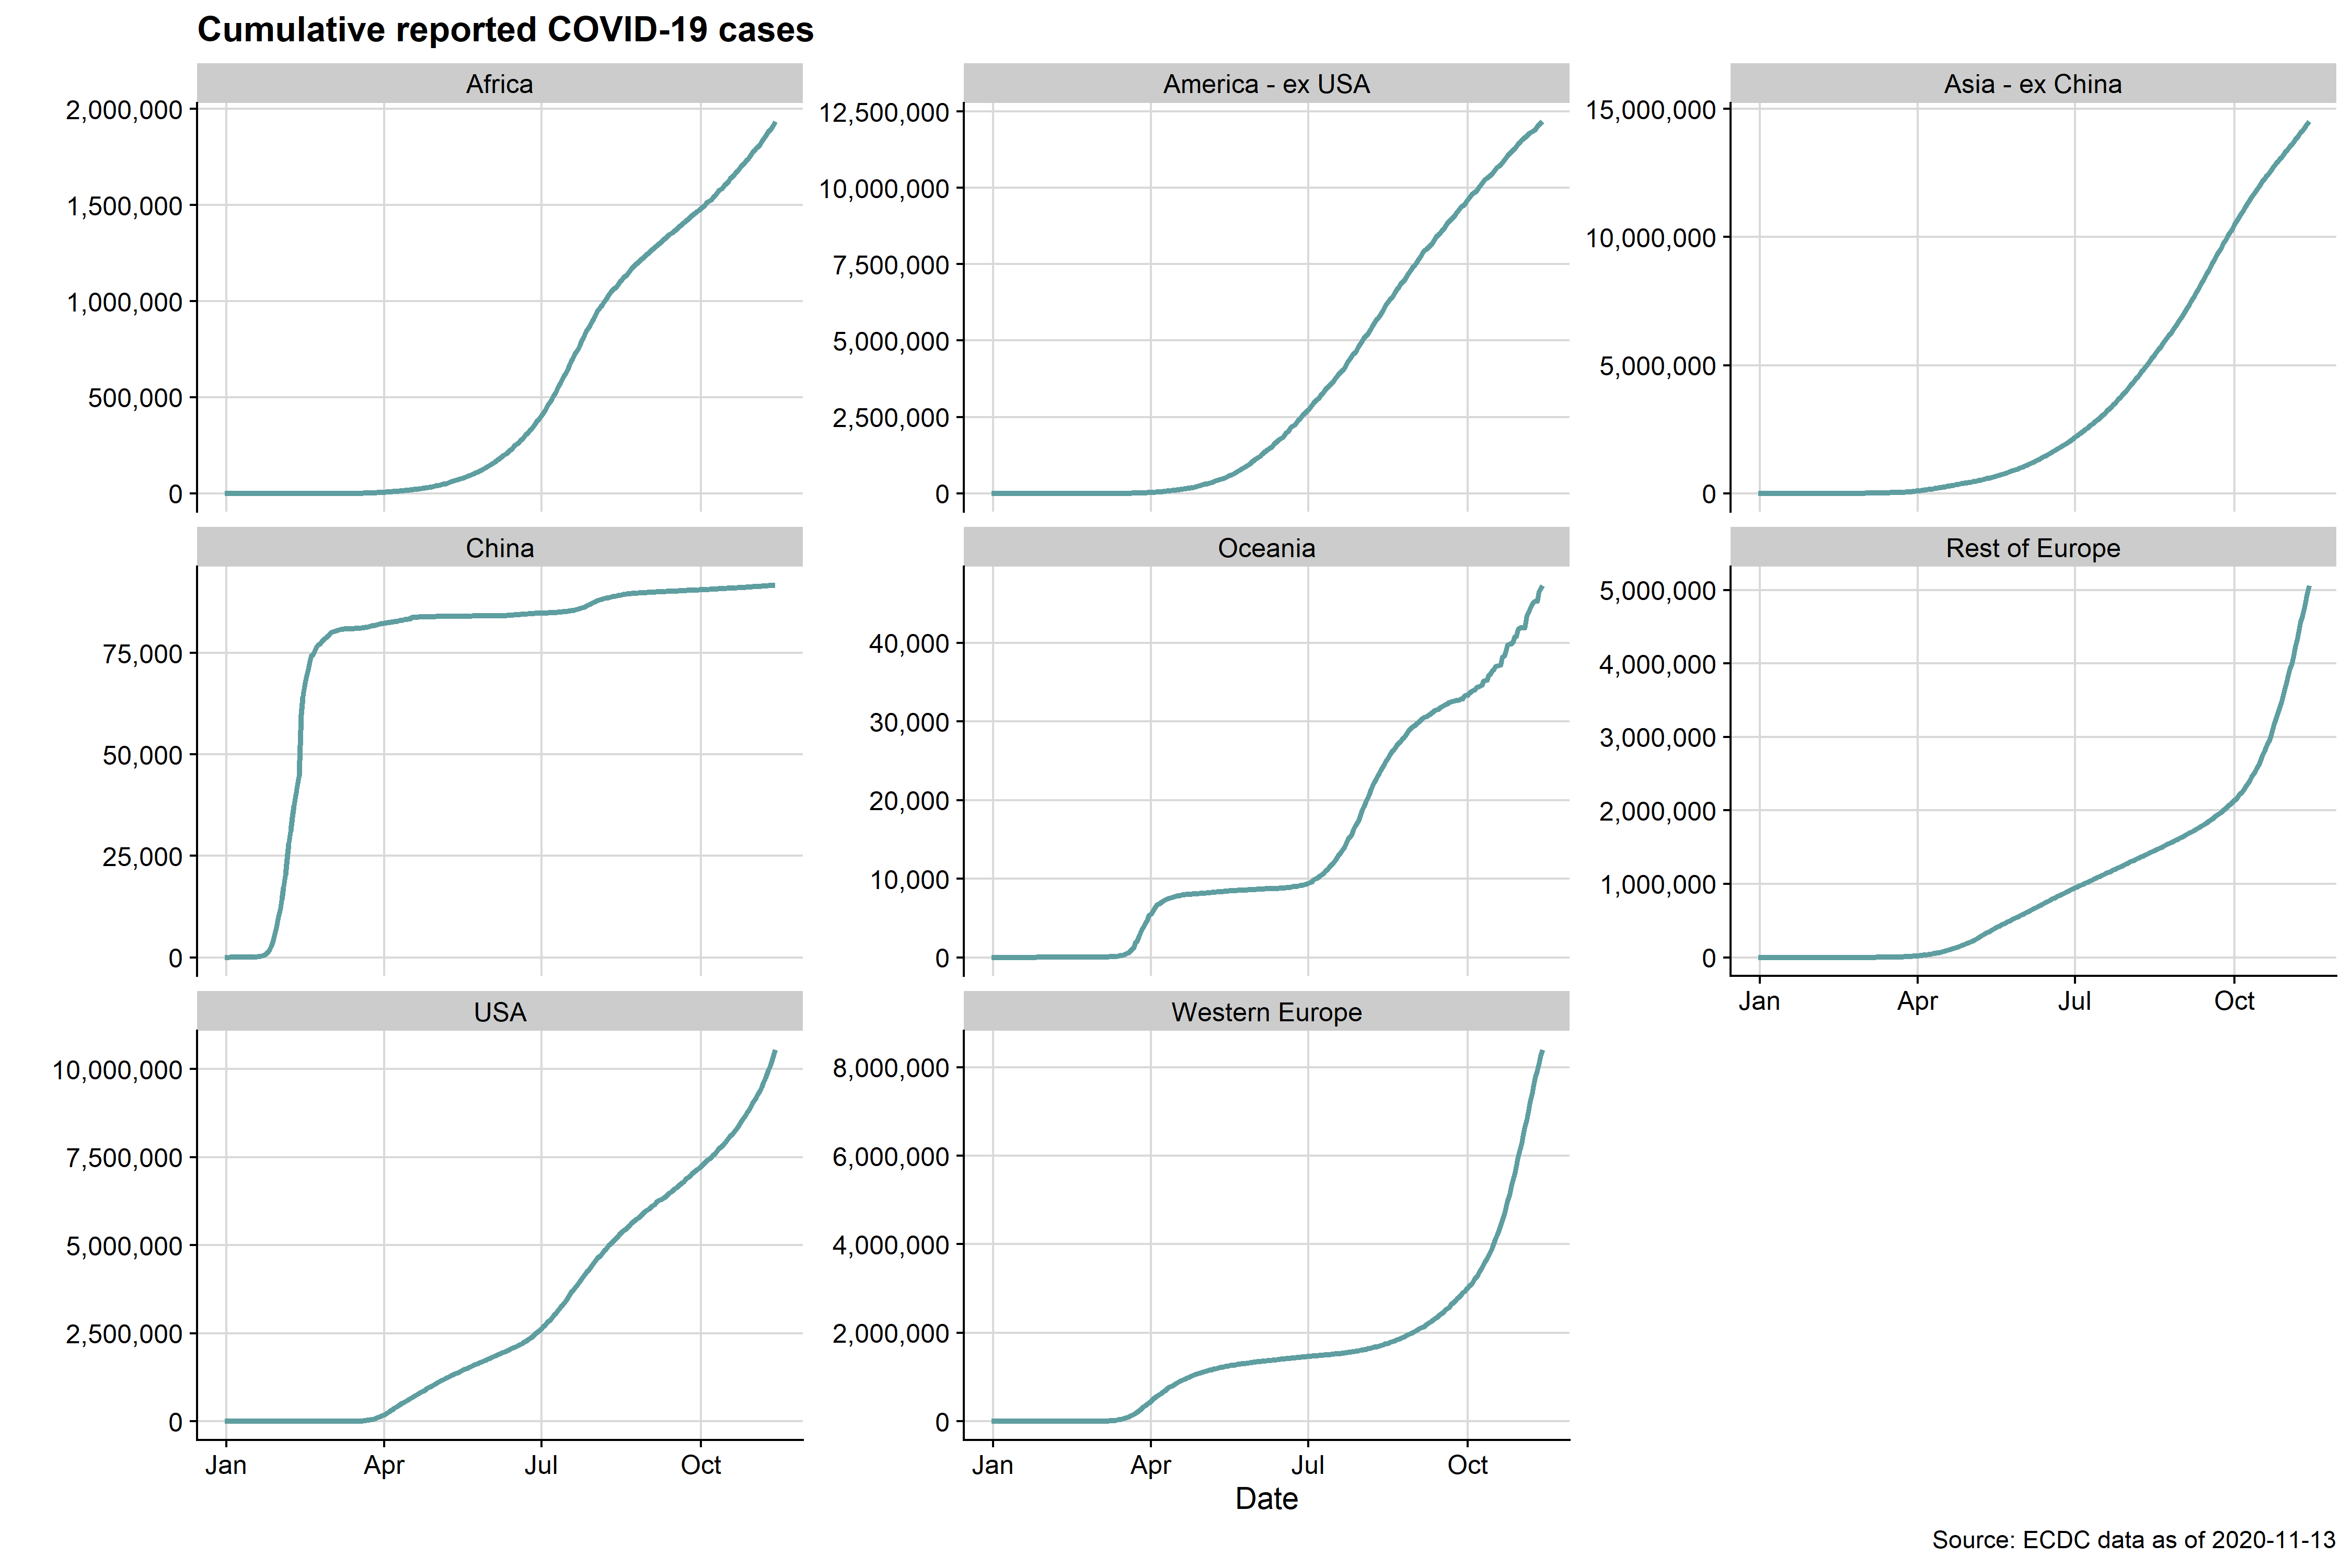 Cumulative reported COVID-19 cases
Africa
2,000,000
1,500,000
1,000,000
500,000
0
America - ex USA
12,500,000
10,000,000
7,500,000
5,000,000
2,500,000
0
Asia - ex China
15,000,000
10,000,000
5,000,000
0
China
75,000
50,000
25,000
0
Oceania
40,000
30,000
20,000
10,000
0
Rest of Europe
5,000,000
4,000,000
3,000,000
2,000,000
1,000,000
0
Jan Apr Jul Oct
USA
10,000,000
7,500,000
5,000,000
2,500,000
0
Jan Apr Jul Oct
Western Europe
8,000,000
6,000,000
4,000,000
2,000,000
0
Jan Apr Jul Oct
Date
Source: ECDC data as of 2020-11-13